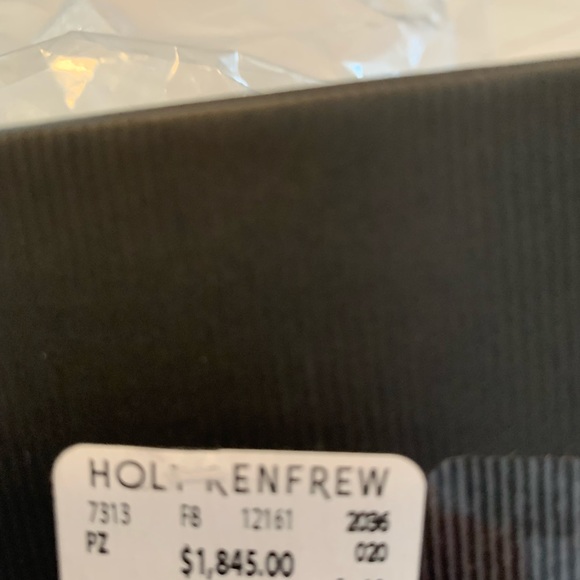 HOLT RENFREW
7313 FB 12161 2036
PZ $1,845.00 020